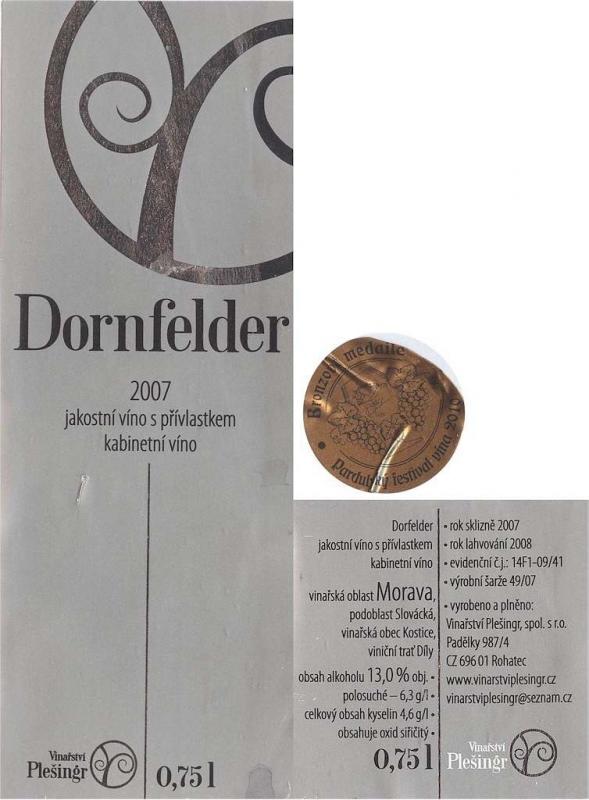 Dornfelder
2007
jakostní víno s přívlastkem
kabinetní víno
Vinařství
Plešingr
0,75 l
Bronzová medaile
Pardubický festival vína 2010
Dorfelder
jakostní víno s přívlastkem
kabinetní víno
vinařská oblast Morava,
podoblast Slovácká,
vinařská obec Kostice,
viniční trať Díly
obsah alkoholu 13,0 % obj. •
polosuché – 6,3 g/l •
celkový obsah kyselin 4,6 g/l •
obsahuje oxid siřičitý •
0,75 l
• rok sklizně 2007
• rok lahvování 2008
• evidenční č.j.: 14F1-09/41
• výrobní šarže 49/07
• vyrobeno a plněno:
Vinařství Plešingr, spol. s r.o.
Padělky 987/4
CZ 696 01 Rohatec
www.vinarstviplesingr.cz
vinarstviplesingr@seznam.cz
Vinařství
Plešingr